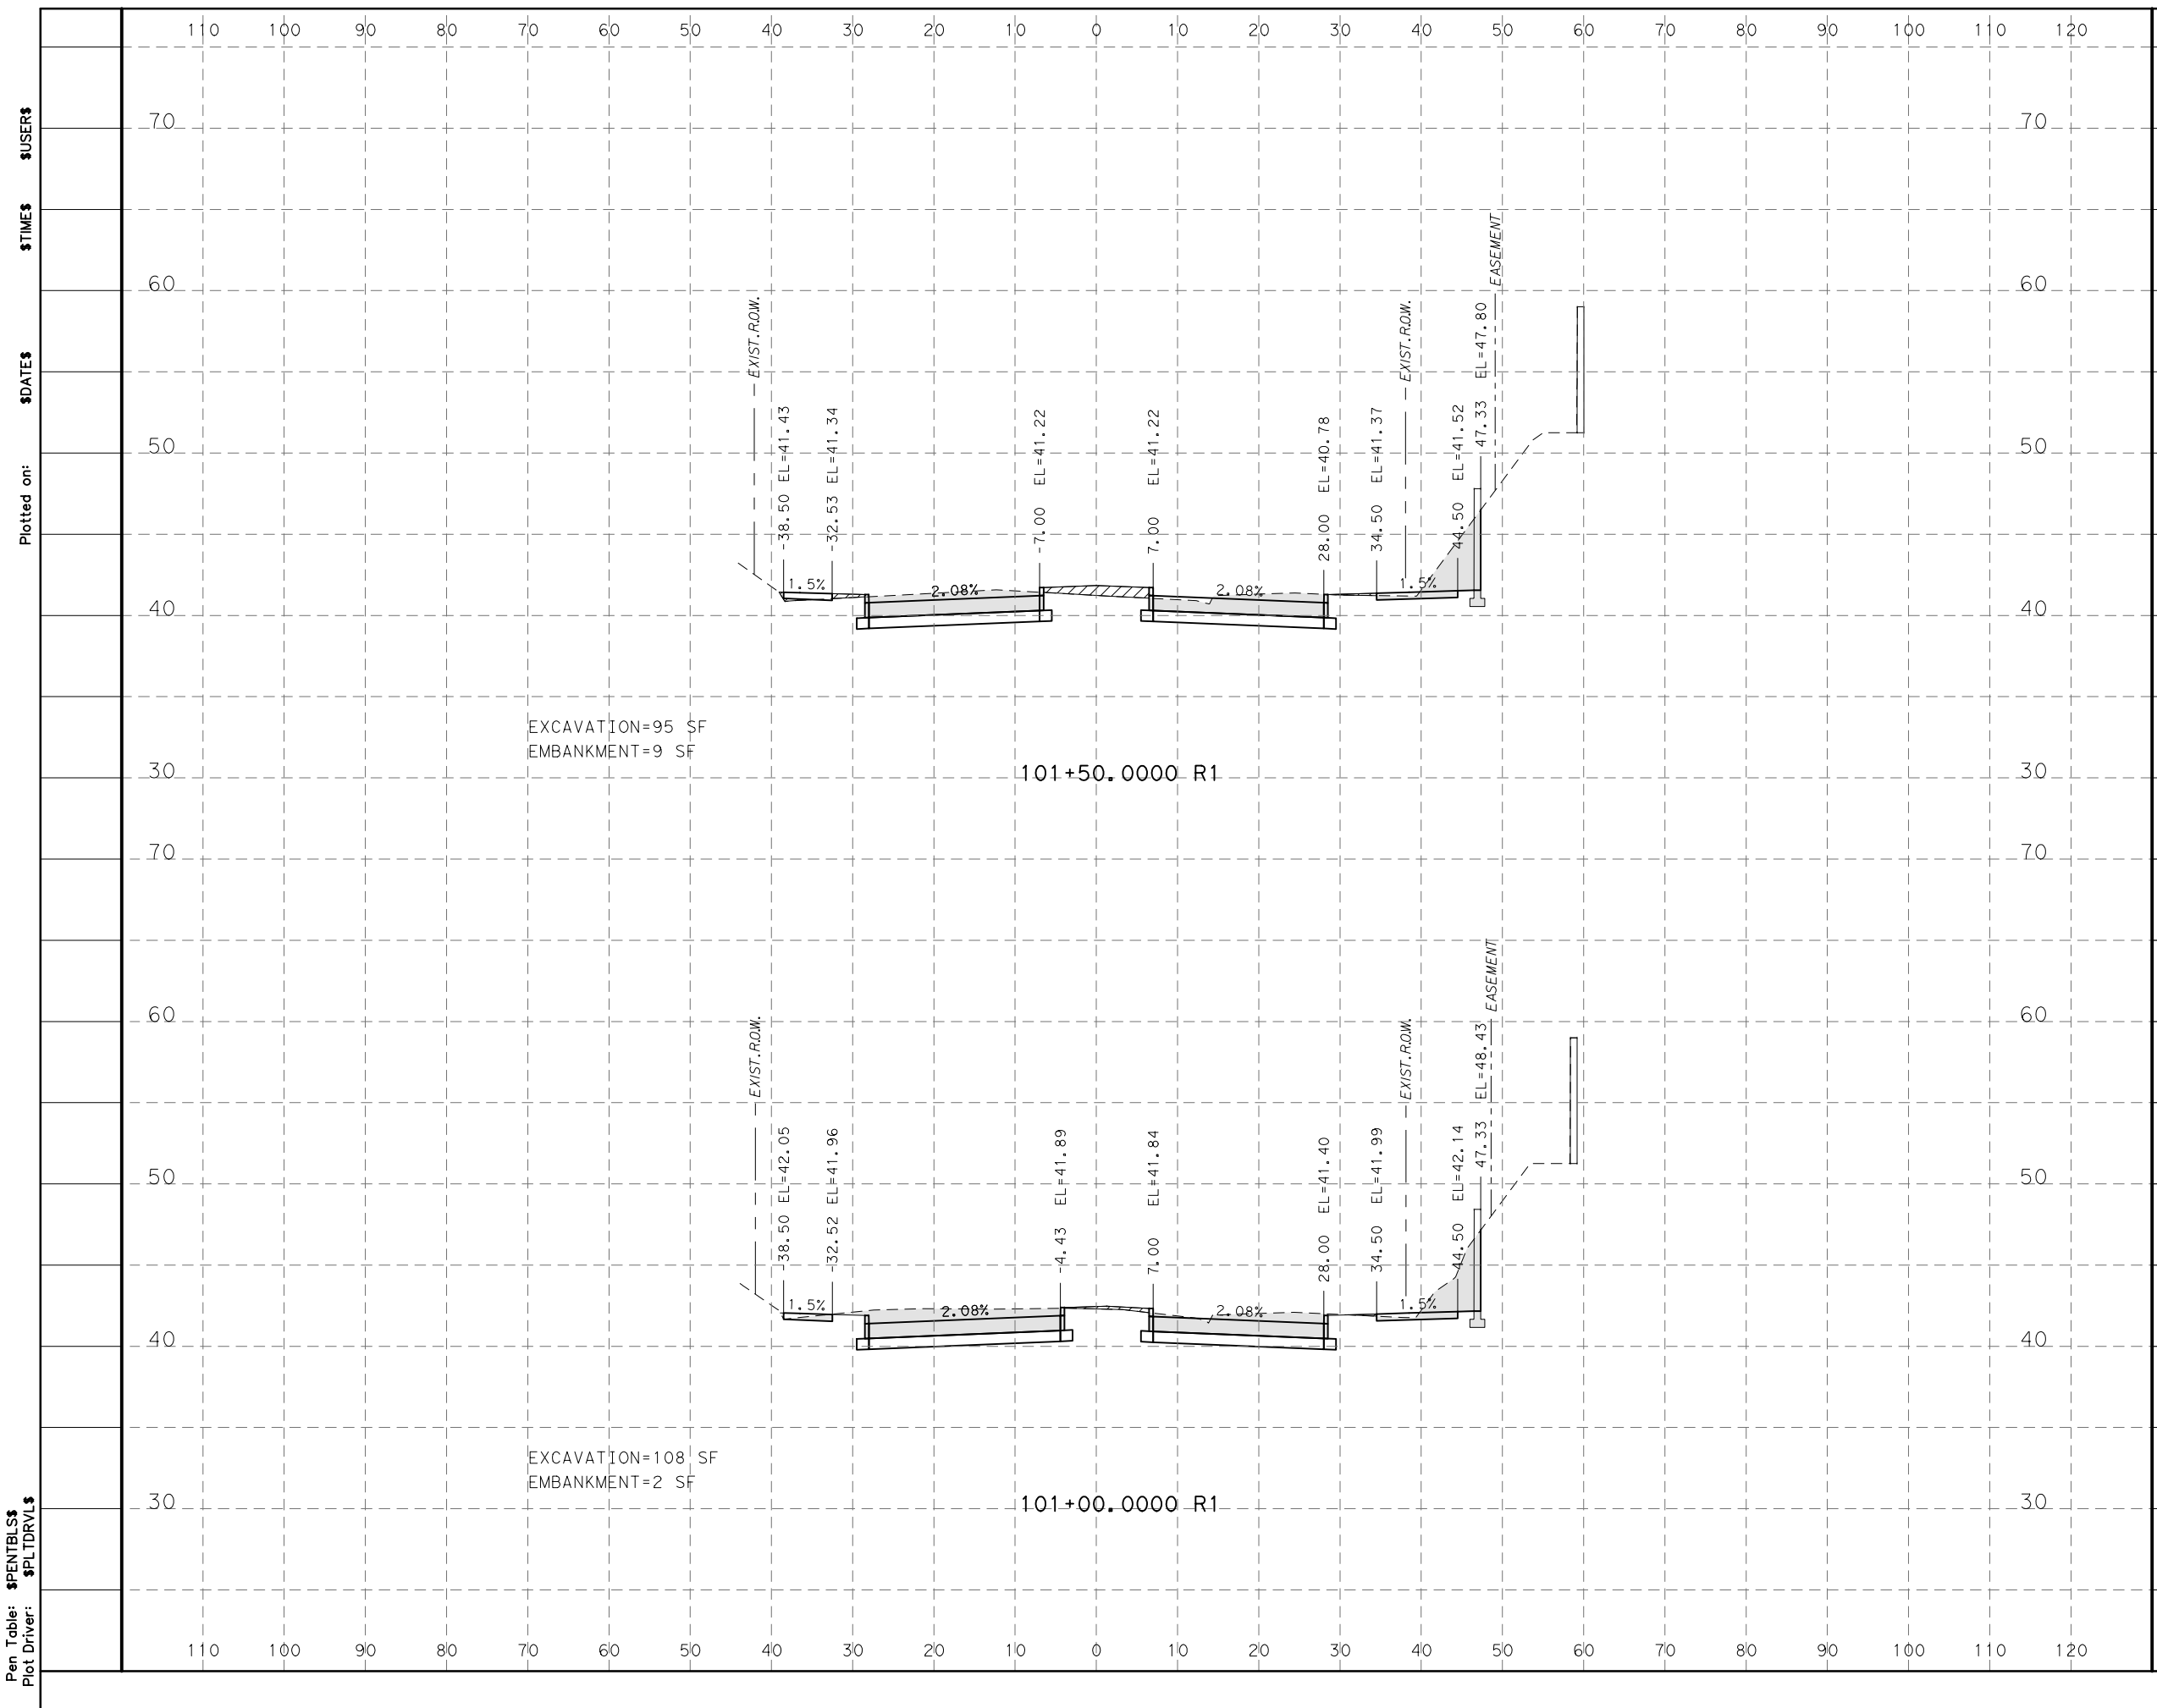 110 100 90 80 70 60 50 40 30 20 10 0 10 20 30 40 50 60 70 80 90 100 110 120
70 70
60 60
50 50
40 40
30 30
EXIST.R.O.W.
-38.50 EL=41.43
-32.53 EL=41.34
-7.00 EL=41.22
7.00 EL=41.22
28.00 EL=40.78
34.50 EL=41.37
EXIST.R.O.W.
44.50 EL=41.52
47.33 EL=47.80
EASEMENT
1.5% 2.08% 2.08% 1.5%
EXCAVATION=95 SF
EMBANKMENT=9 SF
101+50.0000 R1
70 70
60 60
50 50
40 40
30 30
EXIST.R.O.W.
-38.50 EL=42.05
-32.52 EL=41.96
-4.43 EL=41.89
7.00 EL=41.84
28.00 EL=41.40
34.50 EL=41.99
EXIST.R.O.W.
44.50 EL=42.14
47.33 EL=48.43
EASEMENT
1.5% 2.08% 2.08% 1.5%
EXCAVATION=108 SF
EMBANKMENT=2 SF
101+00.0000 R1
110 100 90 80 70 60 50 40 30 20 10 0 10 20 30 40 50 60 70 80 90 100 110 120
Plotted on: $DATE$ $TIME$ $USER$
Pen Table: $PENTBLS$
Plot Driver: $PLTDRVL$